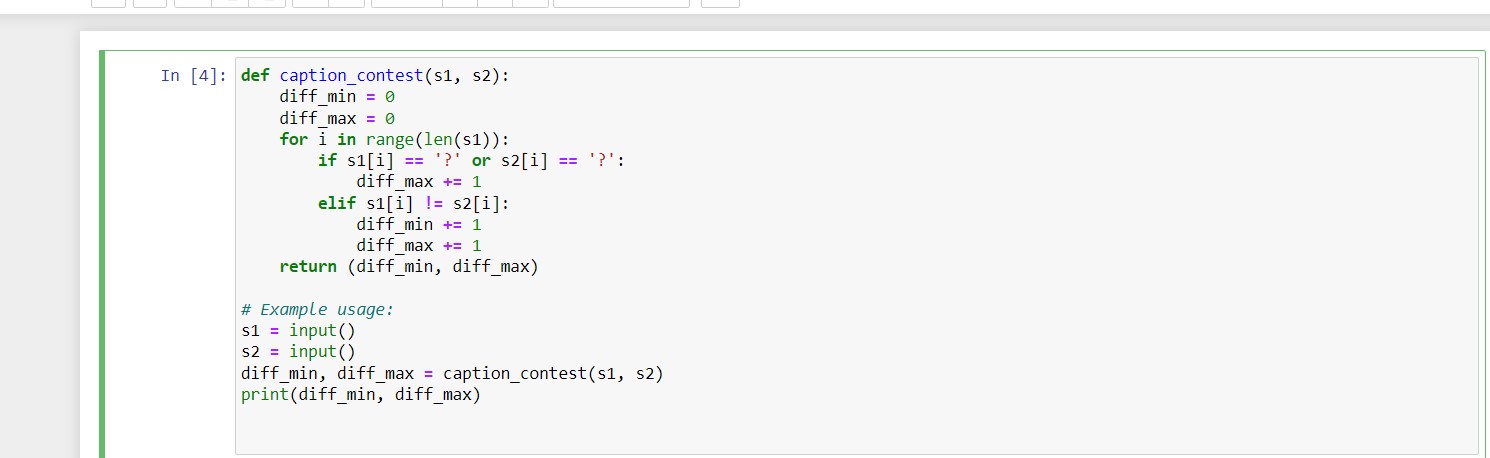 In [4]: def caption_contest(s1, s2):
    diff_min = 0
    diff_max = 0
    for i in range(len(s1)):
        if s1[i] == '?' or s2[i] == '?':
            diff_max += 1
        elif s1[i] != s2[i]:
            diff_min += 1
            diff_max += 1
    return (diff_min, diff_max)

# Example usage:
s1 = input()
s2 = input()
diff_min, diff_max = caption_contest(s1, s2)
print(diff_min, diff_max)